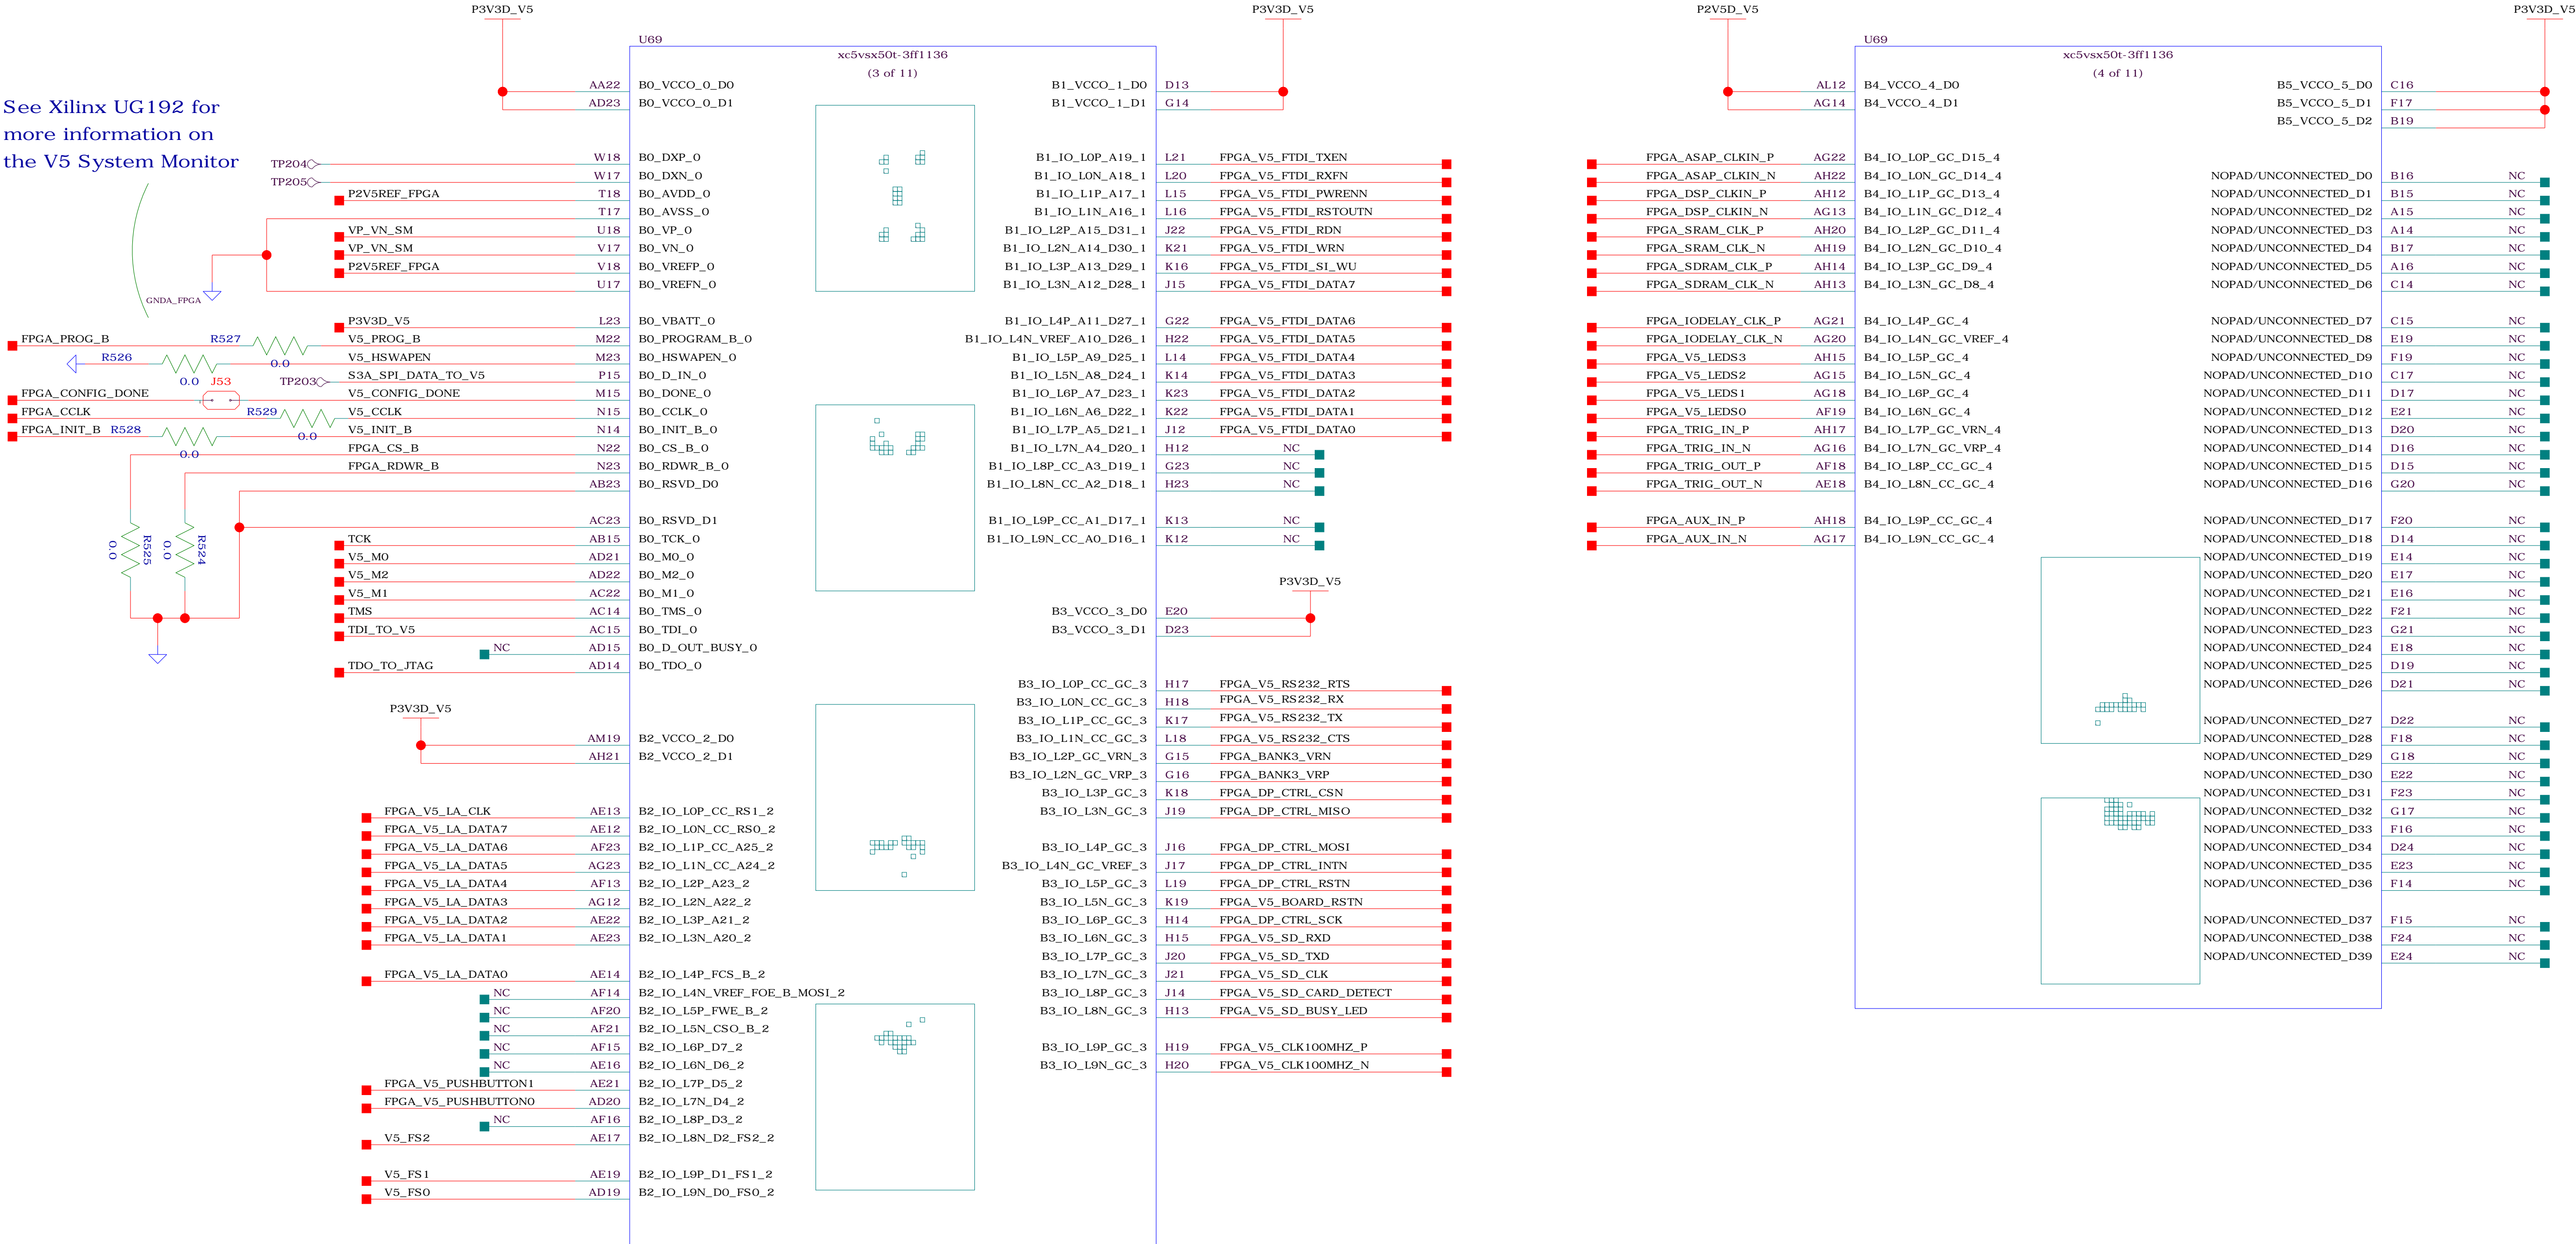 P3V3D_V5 P3V3D_V5 P2V5D_V5 P3V3D_V5
See Xilinx UG192 for
more information on
the V5 System Monitor
U69
xc5vsx50t-3ff1136
(3 of 11)
AA22 B0_VCCO_0_D0
AD23 B0_VCCO_0_D1
TP204 W18 B0_DXP_0
TP205 W17 B0_DXN_0
P2V5REF_FPGA T18 B0_AVDD_0
T17 B0_AVSS_0
VP_VN_SM U18 B0_VP_0
VP_VN_SM V17 B0_VN_0
P2V5REF_FPGA V18 B0_VREFP_0
U17 B0_VREFN_0
GNDA_FPGA
P3V3D_V5 L23 B0_VBATT_0
FPGA_PROG_B R527 0.0 V5_PROG_B M22 B0_PROGRAM_B_0
R526 0.0 V5_HSWAPEN M23 B0_HSWAPEN_0
TP203 S3A_SPI_DATA_TO_V5 P15 B0_D_IN_0
FPGA_CONFIG_DONE J53 V5_CONFIG_DONE M15 B0_DONE_0
FPGA_CCLK R529 0.0 V5_CCLK N15 B0_CCLK_0
FPGA_INIT_B R528 0.0 V5_INIT_B N14 B0_INIT_B_0
FPGA_CS_B N22 B0_CS_B_0
FPGA_RDWR_B N23 B0_RDWR_B_0
AB23 B0_RSVD_D0
AC23 B0_RSVD_D1
R525 0.0
R524 0.0
TCK AB15 B0_TCK_0
V5_M0 AD21 B0_M0_0
V5_M2 AD22 B0_M2_0
V5_M1 AC22 B0_M1_0
TMS AC14 B0_TMS_0
TDI_TO_V5 AC15 B0_TDI_0
NC AD15 B0_D_OUT_BUSY_0
TDO_TO_JTAG AD14 B0_TDO_0
P3V3D_V5
AM19 B2_VCCO_2_D0
AH21 B2_VCCO_2_D1
FPGA_V5_LA_CLK AE13 B2_IO_L0P_CC_RS1_2
FPGA_V5_LA_DATA7 AE12 B2_IO_L0N_CC_RS0_2
FPGA_V5_LA_DATA6 AF23 B2_IO_L1P_CC_A25_2
FPGA_V5_LA_DATA5 AG23 B2_IO_L1N_CC_A24_2
FPGA_V5_LA_DATA4 AF13 B2_IO_L2P_A23_2
FPGA_V5_LA_DATA3 AG12 B2_IO_L2N_A22_2
FPGA_V5_LA_DATA2 AE22 B2_IO_L3P_A21_2
FPGA_V5_LA_DATA1 AE23 B2_IO_L3N_A20_2
FPGA_V5_LA_DATA0 AE14 B2_IO_L4P_FCS_B_2
NC AF14 B2_IO_L4N_VREF_FOE_B_MOSI_2
NC AF20 B2_IO_L5P_FWE_B_2
NC AF21 B2_IO_L5N_CSO_B_2
NC AF15 B2_IO_L6P_D7_2
NC AE16 B2_IO_L6N_D6_2
FPGA_V5_PUSHBUTTON1 AE21 B2_IO_L7P_D5_2
FPGA_V5_PUSHBUTTON0 AD20 B2_IO_L7N_D4_2
NC AF16 B2_IO_L8P_D3_2
V5_FS2 AE17 B2_IO_L8N_D2_FS2_2
V5_FS1 AE19 B2_IO_L9P_D1_FS1_2
V5_FS0 AD19 B2_IO_L9N_D0_FS0_2
B1_VCCO_1_D0 D13
B1_VCCO_1_D1 G14
B1_IO_L0P_A19_1 L21 FPGA_V5_FTDI_TXEN
B1_IO_L0N_A18_1 L20 FPGA_V5_FTDI_RXFN
B1_IO_L1P_A17_1 L15 FPGA_V5_FTDI_PWRENN
B1_IO_L1N_A16_1 L16 FPGA_V5_FTDI_RSTOUTN
B1_IO_L2P_A15_D31_1 J22 FPGA_V5_FTDI_RDN
B1_IO_L2N_A14_D30_1 K21 FPGA_V5_FTDI_WRN
B1_IO_L3P_A13_D29_1 K16 FPGA_V5_FTDI_SI_WU
B1_IO_L3N_A12_D28_1 J15 FPGA_V5_FTDI_DATA7
B1_IO_L4P_A11_D27_1 G22 FPGA_V5_FTDI_DATA6
B1_IO_L4N_VREF_A10_D26_1 H22 FPGA_V5_FTDI_DATA5
B1_IO_L5P_A9_D25_1 L14 FPGA_V5_FTDI_DATA4
B1_IO_L5N_A8_D24_1 K14 FPGA_V5_FTDI_DATA3
B1_IO_L6P_A7_D23_1 K23 FPGA_V5_FTDI_DATA2
B1_IO_L6N_A6_D22_1 K22 FPGA_V5_FTDI_DATA1
B1_IO_L7P_A5_D21_1 J12 FPGA_V5_FTDI_DATA0
B1_IO_L7N_A4_D20_1 H12 NC
B1_IO_L8P_CC_A3_D19_1 G23 NC
B1_IO_L8N_CC_A2_D18_1 H23 NC
B1_IO_L9P_CC_A1_D17_1 K13 NC
B1_IO_L9N_CC_A0_D16_1 K12 NC
P3V3D_V5
B3_VCCO_3_D0 E20
B3_VCCO_3_D1 D23
B3_IO_L0P_CC_GC_3 H17 FPGA_V5_RS232_RTS
B3_IO_L0N_CC_GC_3 H18 FPGA_V5_RS232_RX
B3_IO_L1P_CC_GC_3 K17 FPGA_V5_RS232_TX
B3_IO_L1N_CC_GC_3 L18 FPGA_V5_RS232_CTS
B3_IO_L2P_GC_VRN_3 G15 FPGA_BANK3_VRN
B3_IO_L2N_GC_VRP_3 G16 FPGA_BANK3_VRP
B3_IO_L3P_GC_3 K18 FPGA_DP_CTRL_CSN
B3_IO_L3N_GC_3 J19 FPGA_DP_CTRL_MISO
B3_IO_L4P_GC_3 J16 FPGA_DP_CTRL_MOSI
B3_IO_L4N_GC_VREF_3 J17 FPGA_DP_CTRL_INTN
B3_IO_L5P_GC_3 L19 FPGA_DP_CTRL_RSTN
B3_IO_L5N_GC_3 K19 FPGA_V5_BOARD_RSTN
B3_IO_L6P_GC_3 H14 FPGA_DP_CTRL_SCK
B3_IO_L6N_GC_3 H15 FPGA_V5_SD_RXD
B3_IO_L7P_GC_3 J20 FPGA_V5_SD_TXD
B3_IO_L7N_GC_3 J21 FPGA_V5_SD_CLK
B3_IO_L8P_GC_3 J14 FPGA_V5_SD_CARD_DETECT
B3_IO_L8N_GC_3 H13 FPGA_V5_SD_BUSY_LED
B3_IO_L9P_GC_3 H19 FPGA_V5_CLK100MHZ_P
B3_IO_L9N_GC_3 H20 FPGA_V5_CLK100MHZ_N
U69
xc5vsx50t-3ff1136
(4 of 11)
AL12 B4_VCCO_4_D0
AG14 B4_VCCO_4_D1
FPGA_ASAP_CLKIN_P AG22 B4_IO_L0P_GC_D15_4
FPGA_ASAP_CLKIN_N AH22 B4_IO_L0N_GC_D14_4
FPGA_DSP_CLKIN_P AH12 B4_IO_L1P_GC_D13_4
FPGA_DSP_CLKIN_N AG13 B4_IO_L1N_GC_D12_4
FPGA_SRAM_CLK_P AH20 B4_IO_L2P_GC_D11_4
FPGA_SRAM_CLK_N AH19 B4_IO_L2N_GC_D10_4
FPGA_SDRAM_CLK_P AH14 B4_IO_L3P_GC_D9_4
FPGA_SDRAM_CLK_N AH13 B4_IO_L3N_GC_D8_4
FPGA_IODELAY_CLK_P AG21 B4_IO_L4P_GC_4
FPGA_IODELAY_CLK_N AG20 B4_IO_L4N_GC_VREF_4
FPGA_V5_LEDS3 AH15 B4_IO_L5P_GC_4
FPGA_V5_LEDS2 AG15 B4_IO_L5N_GC_4
FPGA_V5_LEDS1 AG18 B4_IO_L6P_GC_4
FPGA_V5_LEDS0 AF19 B4_IO_L6N_GC_4
FPGA_TRIG_IN_P AH17 B4_IO_L7P_GC_VRN_4
FPGA_TRIG_IN_N AG16 B4_IO_L7N_GC_VRP_4
FPGA_TRIG_OUT_P AF18 B4_IO_L8P_CC_GC_4
FPGA_TRIG_OUT_N AE18 B4_IO_L8N_CC_GC_4
FPGA_AUX_IN_P AH18 B4_IO_L9P_CC_GC_4
FPGA_AUX_IN_N AG17 B4_IO_L9N_CC_GC_4
B5_VCCO_5_D0 C16
B5_VCCO_5_D1 F17
B5_VCCO_5_D2 B19
NOPAD/UNCONNECTED_D0 B16 NC
NOPAD/UNCONNECTED_D1 B15 NC
NOPAD/UNCONNECTED_D2 A15 NC
NOPAD/UNCONNECTED_D3 A14 NC
NOPAD/UNCONNECTED_D4 B17 NC
NOPAD/UNCONNECTED_D5 A16 NC
NOPAD/UNCONNECTED_D6 C14 NC
NOPAD/UNCONNECTED_D7 C15 NC
NOPAD/UNCONNECTED_D8 E19 NC
NOPAD/UNCONNECTED_D9 F19 NC
NOPAD/UNCONNECTED_D10 C17 NC
NOPAD/UNCONNECTED_D11 D17 NC
NOPAD/UNCONNECTED_D12 E21 NC
NOPAD/UNCONNECTED_D13 D20 NC
NOPAD/UNCONNECTED_D14 D16 NC
NOPAD/UNCONNECTED_D15 D15 NC
NOPAD/UNCONNECTED_D16 G20 NC
NOPAD/UNCONNECTED_D17 F20 NC
NOPAD/UNCONNECTED_D18 D14 NC
NOPAD/UNCONNECTED_D19 E14 NC
NOPAD/UNCONNECTED_D20 E17 NC
NOPAD/UNCONNECTED_D21 E16 NC
NOPAD/UNCONNECTED_D22 F21 NC
NOPAD/UNCONNECTED_D23 G21 NC
NOPAD/UNCONNECTED_D24 E18 NC
NOPAD/UNCONNECTED_D25 D19 NC
NOPAD/UNCONNECTED_D26 D21 NC
NOPAD/UNCONNECTED_D27 D22 NC
NOPAD/UNCONNECTED_D28 F18 NC
NOPAD/UNCONNECTED_D29 G18 NC
NOPAD/UNCONNECTED_D30 E22 NC
NOPAD/UNCONNECTED_D31 F23 NC
NOPAD/UNCONNECTED_D32 G17 NC
NOPAD/UNCONNECTED_D33 F16 NC
NOPAD/UNCONNECTED_D34 D24 NC
NOPAD/UNCONNECTED_D35 E23 NC
NOPAD/UNCONNECTED_D36 F14 NC
NOPAD/UNCONNECTED_D37 F15 NC
NOPAD/UNCONNECTED_D38 F24 NC
NOPAD/UNCONNECTED_D39 E24 NC